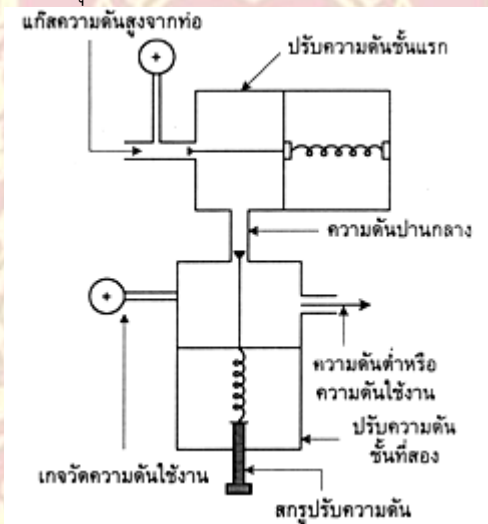 แก๊สความดันสูงจากท่อ
ปรับความดันชั้นแรก
ความดันปานกลาง
ความดันต่ำหรือ
ความดันใช้งาน
ปรับความดัน
ชั้นที่สอง
เกจวัดความดันใช้งาน
สกรูปรับความดัน